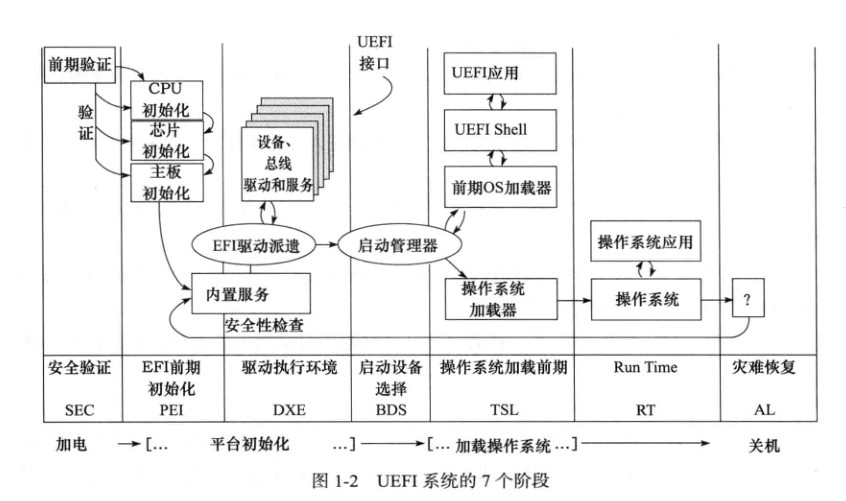 UEFI
接口
前期验证
验
证
CPU
初始化
芯片
初始化
主板
初始化
设备、
总线
驱动和服务
UEFI应用
UEFI Shell
前期OS加载器
EFI驱动派遣
启动管理器
操作系统应用
内置服务
操作系统
加载器
操作系统
?
安全性检查
安全验证
EFI前期
初始化
驱动执行环境
启动设备
选择
操作系统加载前期
Run Time
灾难恢复
SEC
PEI
DXE
BDS
TSL
RT
AL
加电
[… 平台初始化 …]
[… 加载操作系统 …]
关机
图 1-2 UEFI 系统的 7 个阶段